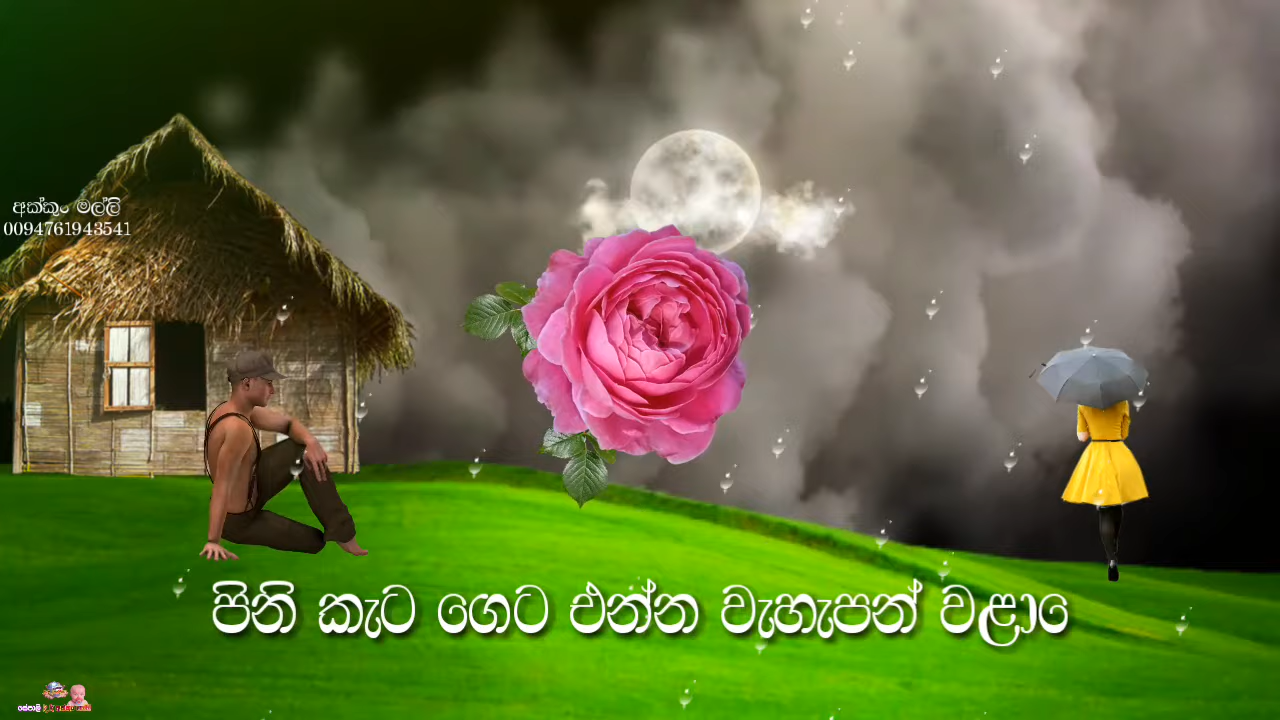 අක්කුං මල්ලි
0094761943541
පිනි කැට ගෙට එන්න වැහැපන් වළාෙ